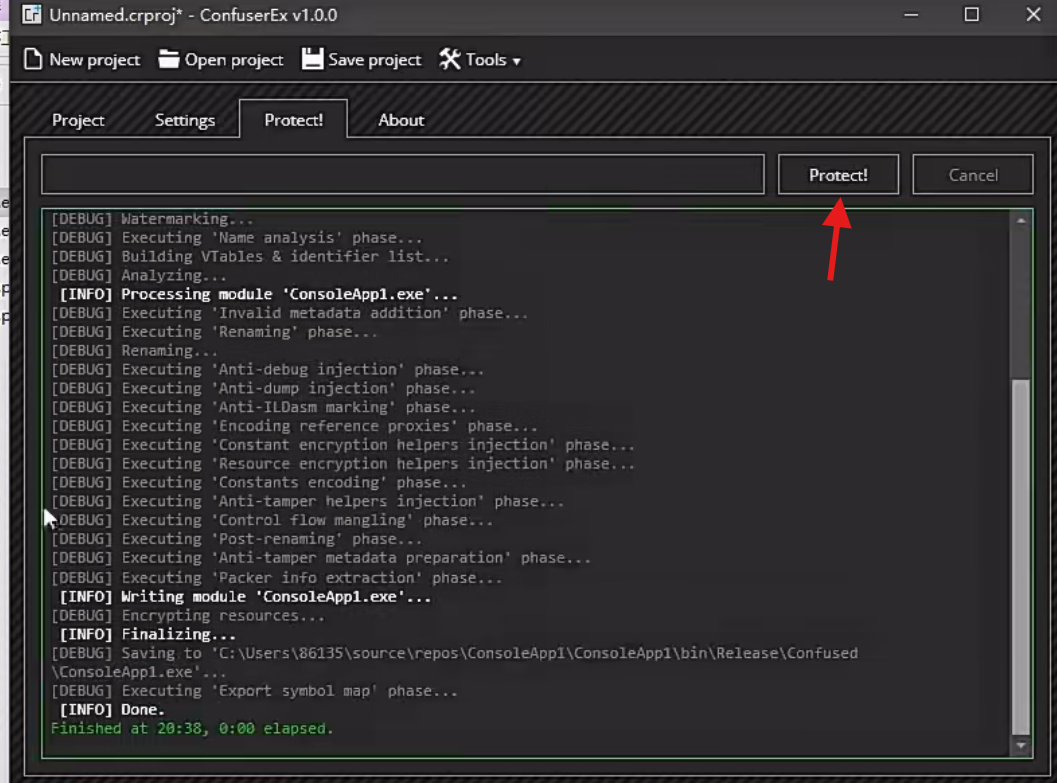 Unnamed.crproj* - ConfuserEx v1.0.0
New project Open project Save project Tools
Project Settings Protect! About
Protect! Cancel
[DEBUG] Watermarking...
[DEBUG] Executing 'Name analysis' phase...
[DEBUG] Building VTables & identifier list...
[DEBUG] Analyzing...
[INFO] Processing module 'ConsoleApp1.exe'...
[DEBUG] Executing 'Invalid metadata addition' phase...
[DEBUG] Executing 'Renaming' phase...
[DEBUG] Renaming...
[DEBUG] Executing 'Anti-debug injection' phase...
[DEBUG] Executing 'Anti-dump injection' phase...
[DEBUG] Executing 'Anti-ILDasm marking' phase...
[DEBUG] Executing 'Encoding reference proxies' phase...
[DEBUG] Executing 'Constant encryption helpers injection' phase...
[DEBUG] Executing 'Resource encryption helpers injection' phase...
[DEBUG] Executing 'Constants encoding' phase...
[DEBUG] Executing 'Anti-tamper helpers injection' phase...
[DEBUG] Executing 'Control flow mangling' phase...
[DEBUG] Executing 'Post-renaming' phase...
[DEBUG] Executing 'Anti-tamper metadata preparation' phase...
[DEBUG] Executing 'Packer info extraction' phase...
[INFO] Writing module 'ConsoleApp1.exe'...
[DEBUG] Encrypting resources...
[INFO] Finalizing...
[DEBUG] Saving to 'C:\Users\86135\source\repos\ConsoleApp1\ConsoleApp1\bin\Release\Confused
\ConsoleApp1.exe'...
[DEBUG] Executing 'Export symbol map' phase...
[INFO] Done.
Finished at 20:38, 0:00 elapsed.